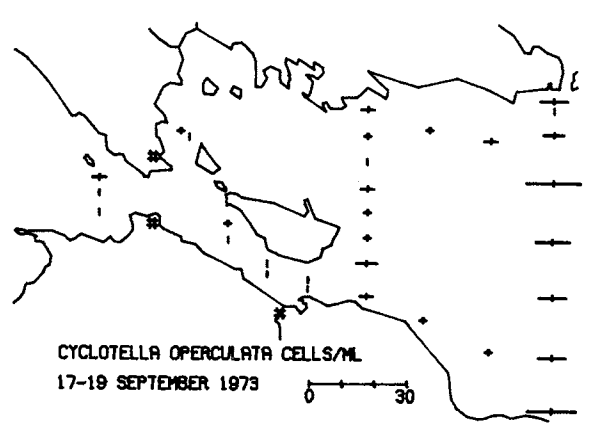 CYCLOTELLA OPERCULATA CELLS/ML
17-19 SEPTEMBER 1973
0 30